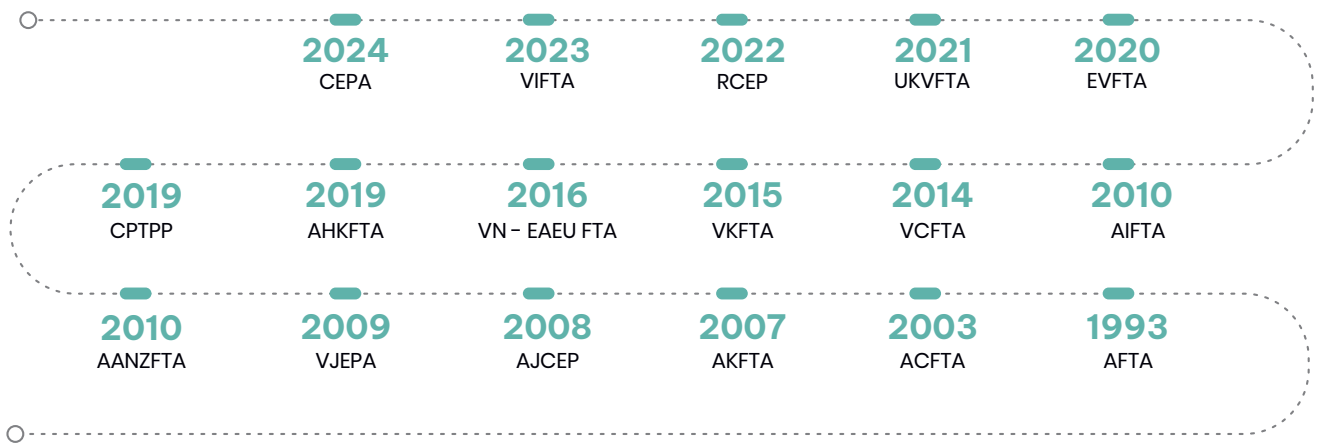 2024
CEPA
2023
VIFTA
2022
RCEP
2021
UKVFTA
2020
EVFTA
2019
CPTPP
2019
AHKFTA
2016
VN - EAEU FTA
2015
VKFTA
2014
VCFTA
2010
AIFTA
2010
AANZFTA
2009
VJEPA
2008
AJCEP
2007
AKFTA
2003
ACFTA
1993
AFTA